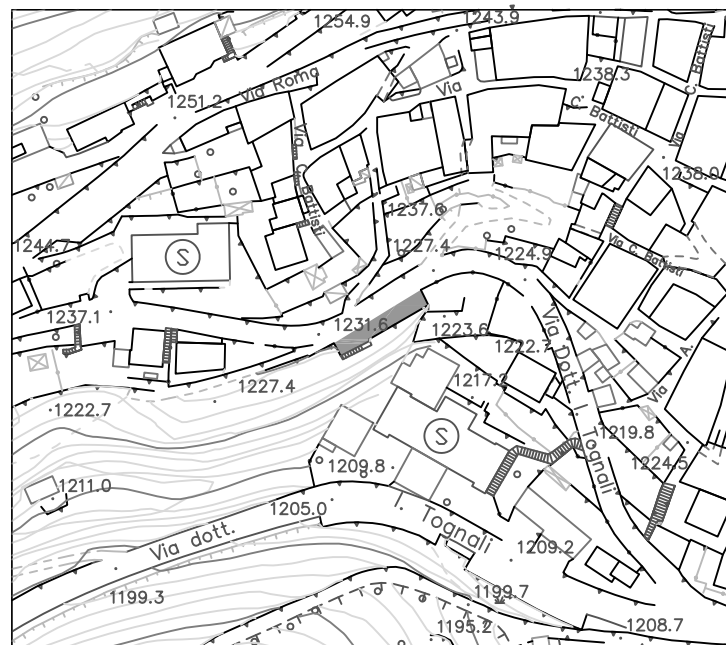 1254.9
1243.9
1238.3
C. Battisti
Via Roma
Via
1251.2
C. Battisti
Via
Via
C. Battisti
1238.0
1237.6
1244.7
1227.4
1224.9
Via C. Battisti
S
1237.1
1231.6
1223.6
Via Dott.
1222.7
A.
1217.2
1227.4
Via
1222.7
S
1219.8
Tognali
1209.8
1224.5
1211.0
1205.0
Via dott.
I. Tognali
1209.2
1199.3
1199.7
1195.2
1208.7